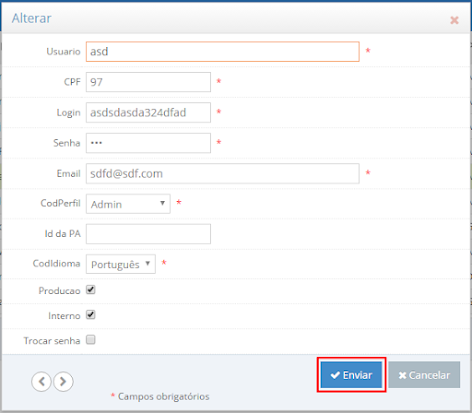 Alterar ×
Usuario asd *
CPF 97 *
Login asdsdasda324dfad *
Senha ••• *
Email sdfd@sdf.com *
CodPerfil Admin *
Id da PA
CodIdioma Português *
Producao
Interno
Trocar senha
Enviar Cancelar
* Campos obrigatórios